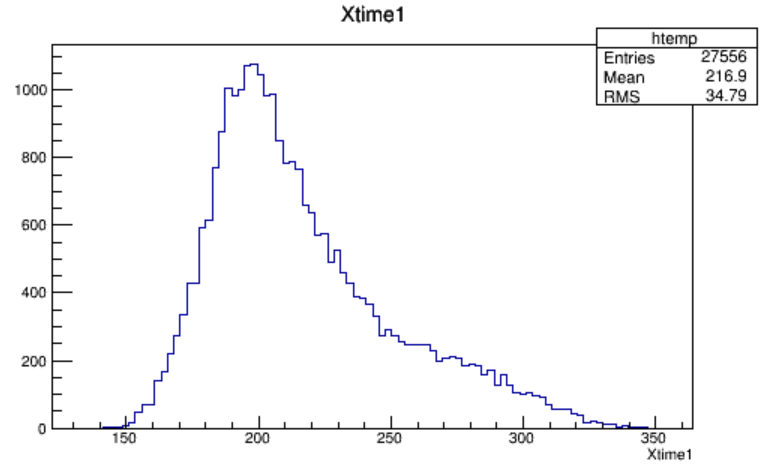 Xtime1
htemp
Entries 27556
Mean 216.9
RMS 34.79
1000
800
600
400
200
0
150 200 250 300 350
Xtime1